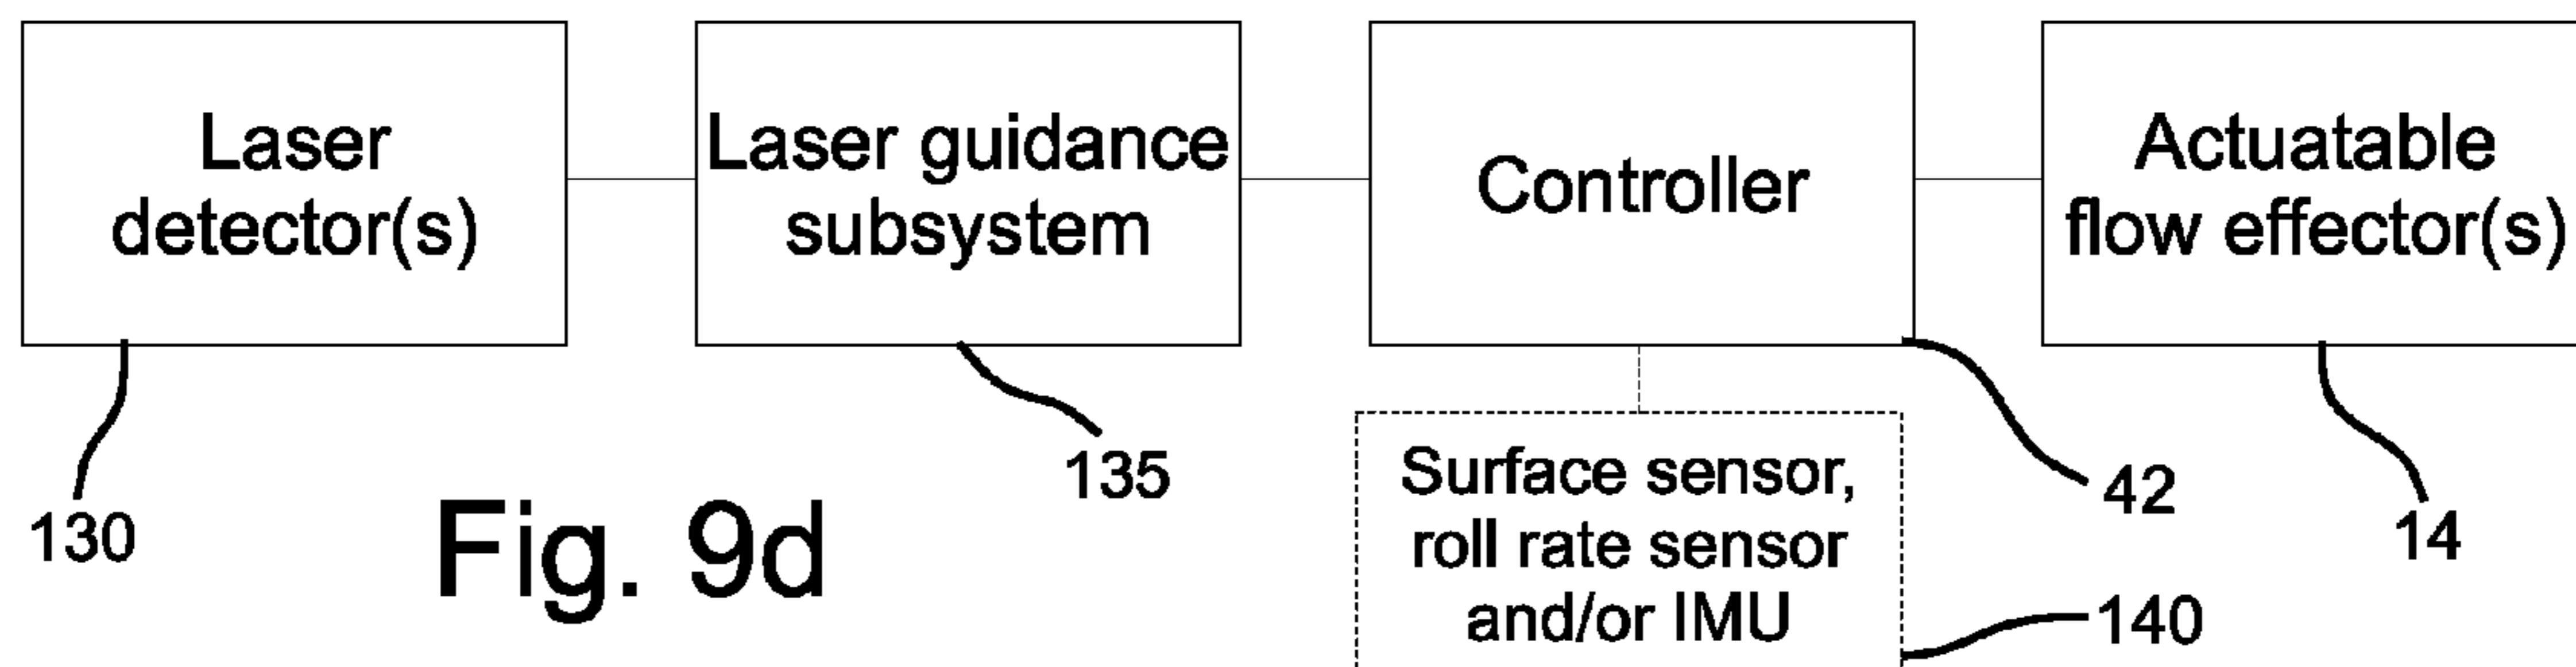 Laser
detector(s)
Laser guidance
subsystem
Controller
Actuatable
flow effector(s)
130
135
42
14
Surface sensor,
roll rate sensor
and/or IMU
140
Fig. 9d